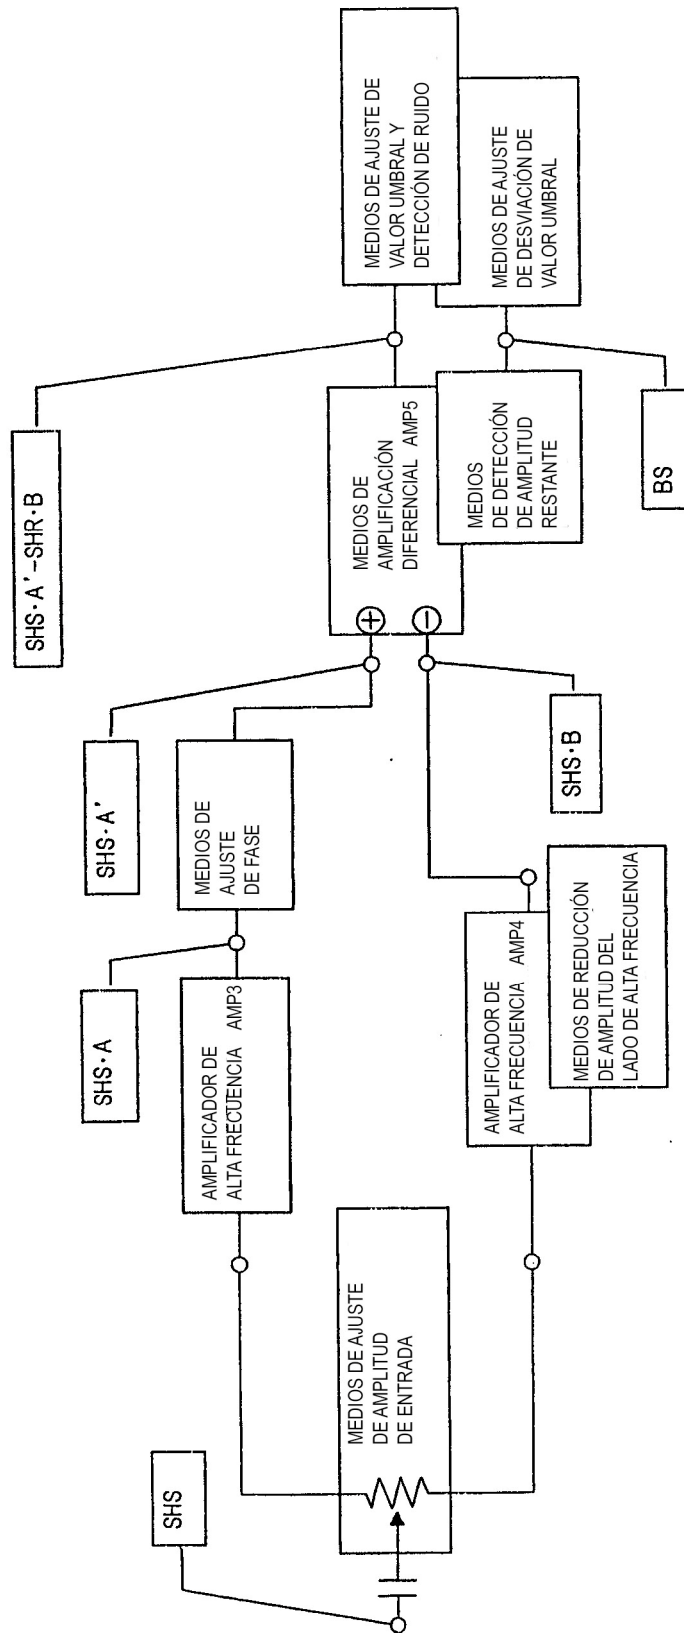 SHS
MEDIOS DE AJUSTE
DE AMPLITUD
DE ENTRADA
SHS·A
AMPLIFICADOR DE
ALTA FRECUENCIA AMP3
SHS·A'
MEDIOS DE
AJUSTE
DE FASE
AMPLIFICADOR DE
ALTA FRECUENCIA AMP4
MEDIOS DE REDUCCIÓN
DE AMPLITUD DEL
LADO DE ALTA FRECUENCIA
SHS·B
SHS·A'-SHR·B
+
−
MEDIOS DE
AMPLIFICACIÓN
DIFERENCIAL AMP5
MEDIOS
DE DETECCIÓN
DE AMPLITUD
RESTANTE
BS
MEDIOS DE AJUSTE DE
VALOR UMBRAL Y
DETECCIÓN DE RUIDO
MEDIOS DE AJUSTE
DE DESVIACIÓN DE
VALOR UMBRAL